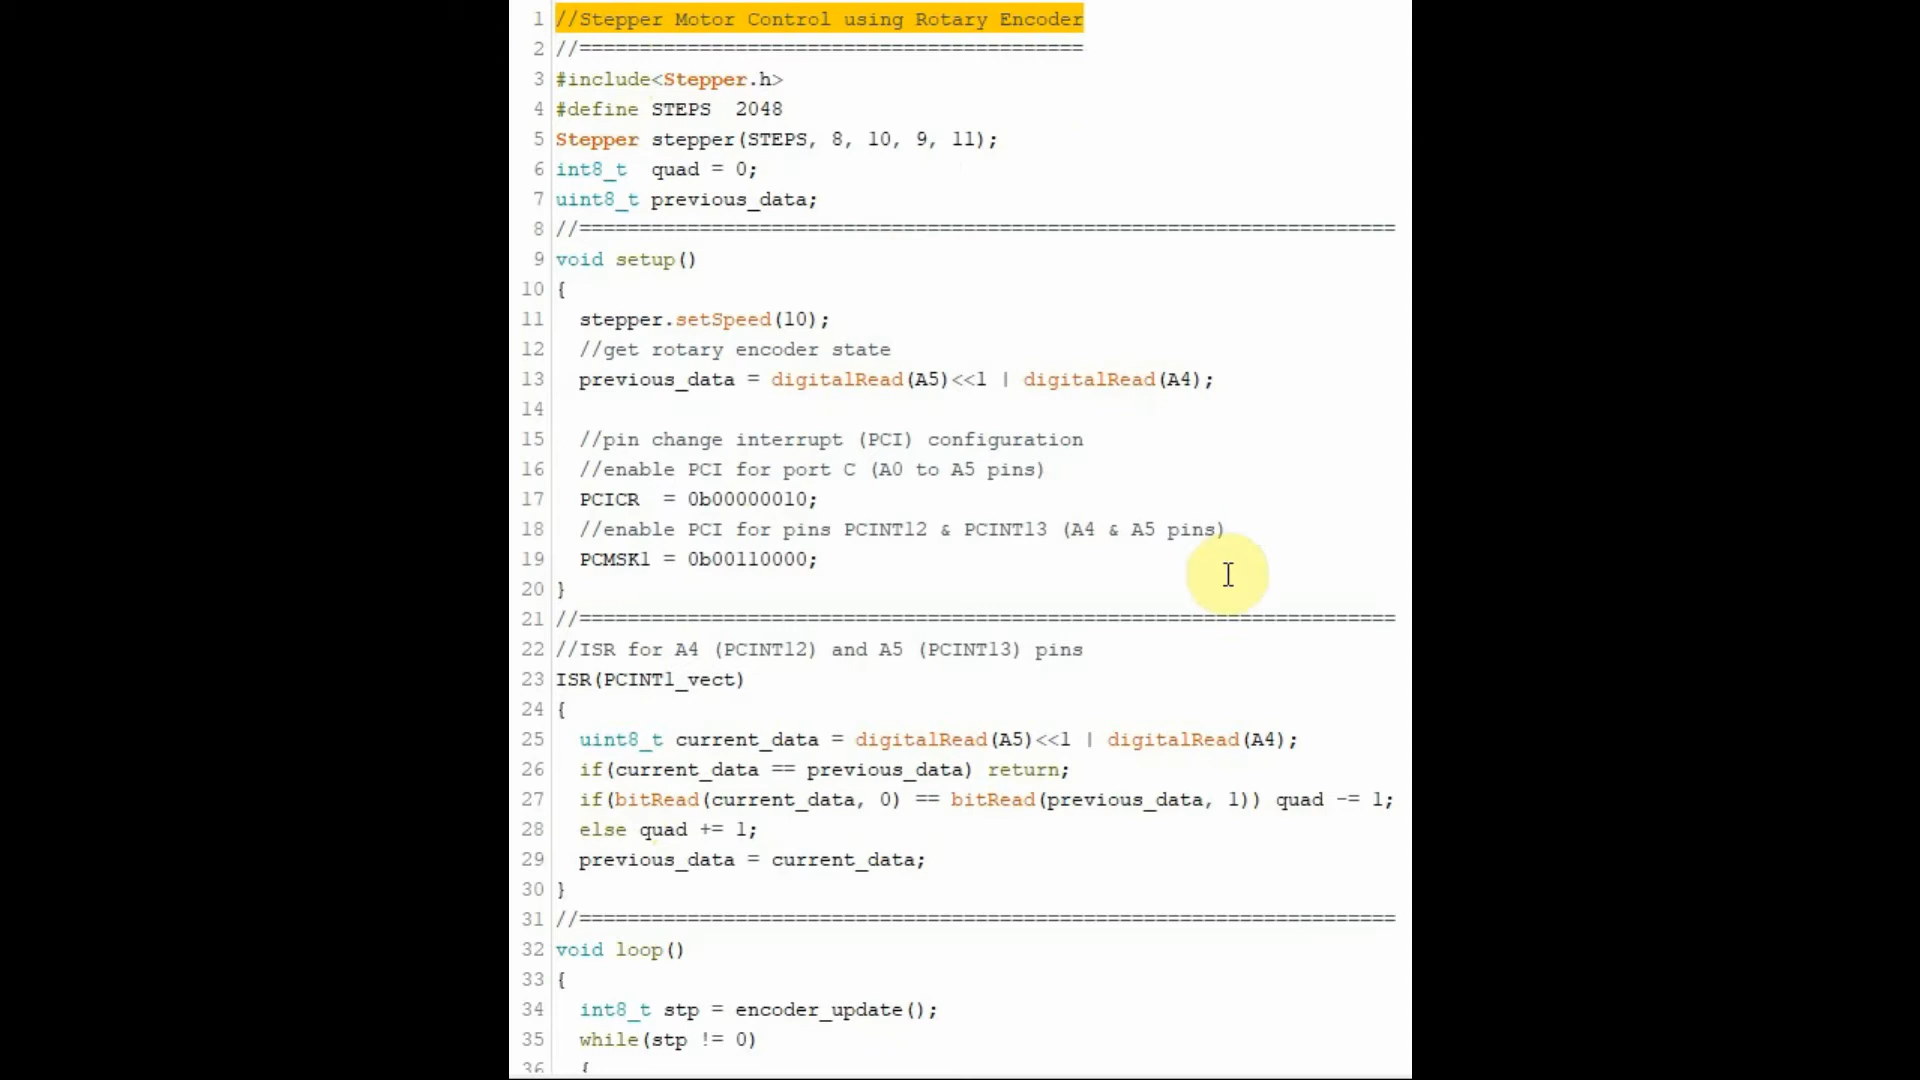 1 //Stepper Motor Control using Rotary Encoder
2 //==========================================
3 #include<Stepper.h>
4 #define STEPS  2048
5 Stepper stepper(STEPS, 8, 10, 9, 11);
6 int8_t  quad = 0;
7 uint8_t previous_data;
8 //====================================================================
9 void setup()
10 {
11   stepper.setSpeed(10);
12   //get rotary encoder state
13   previous_data = digitalRead(A5)<<1 | digitalRead(A4);
14
15   //pin change interrupt (PCI) configuration
16   //enable PCI for port C (A0 to A5 pins)
17   PCICR  = 0b00000010;
18   //enable PCI for pins PCINT12 & PCINT13 (A4 & A5 pins)
19   PCMSK1 = 0b00110000;
20 }
21 //====================================================================
22 //ISR for A4 (PCINT12) and A5 (PCINT13) pins
23 ISR(PCINT1_vect)
24 {
25   uint8_t current_data = digitalRead(A5)<<1 | digitalRead(A4);
26   if(current_data == previous_data) return;
27   if(bitRead(current_data, 0) == bitRead(previous_data, 1)) quad -= 1;
28   else quad += 1;
29   previous_data = current_data;
30 }
31 //====================================================================
32 void loop()
33 {
34   int8_t stp = encoder_update();
35   while(stp != 0)
36   {